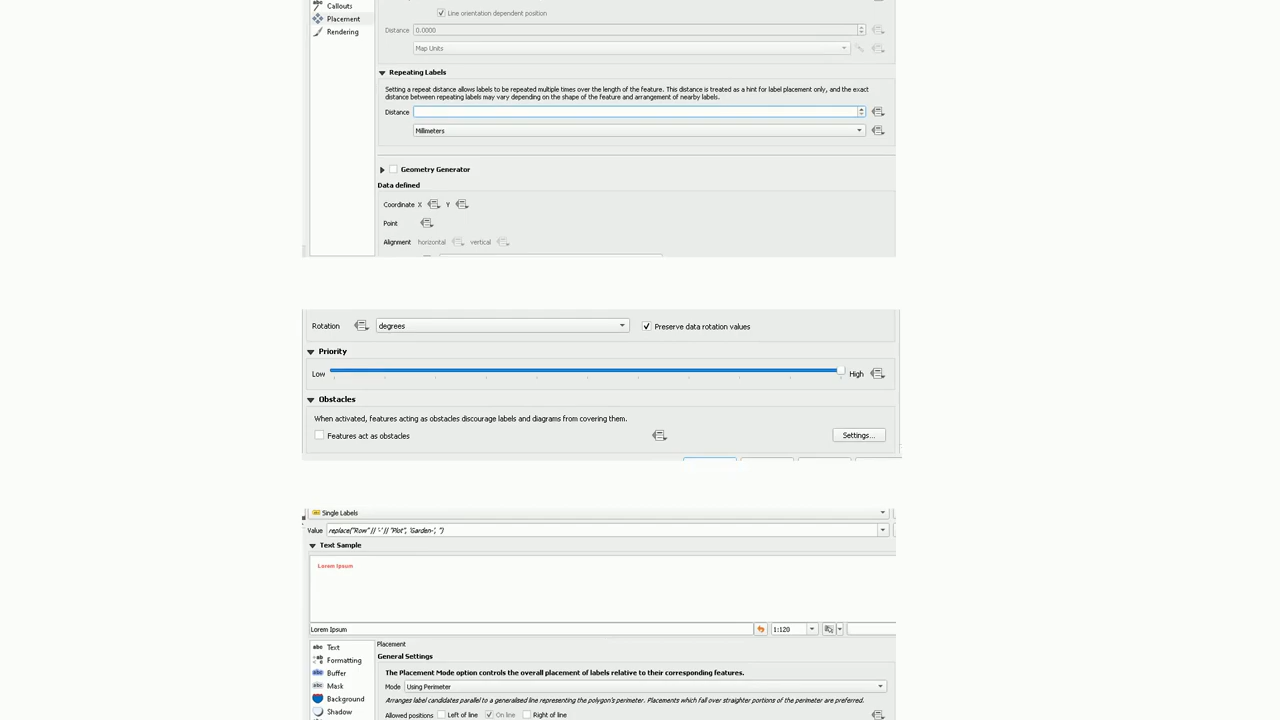 Callouts
Line orientation dependent position
Placement
Distance 0.0000
Rendering
Map Units
Repeating Labels
Setting a repeat distance allows labels to be repeated multiple times over the length of the feature. This distance is treated as a hint for label placement only, and the exact
distance between repeating labels may vary depending on the shape of the feature and arrangement of nearby labels.
Distance
Millimeters
Geometry Generator
Data defined
Coordinate X Y
Point
Alignment horizontal vertical
Rotation degrees Preserve data rotation values
Priority
Low High
Obstacles
When activated, features acting as obstacles discourage labels and diagrams from covering them.
Features act as obstacles Settings...
Single Labels
Value replace("Row" // '-' // "Plot", 'Garden-', '')
Text Sample
Lorem Ipsum
Lorem Ipsum 1:120
Placement
abc Text
General Settings
Formatting
The Placement Mode option controls the overall placement of labels relative to their corresponding features.
abc Buffer
Mode Using Perimeter
abc Mask
Arranges label candidates parallel to a generalised line representing the polygon's perimeter. Placements which fall over straighter portions of the perimeter are preferred.
Background
Shadow
Allowed positions Left of line On line Right of line